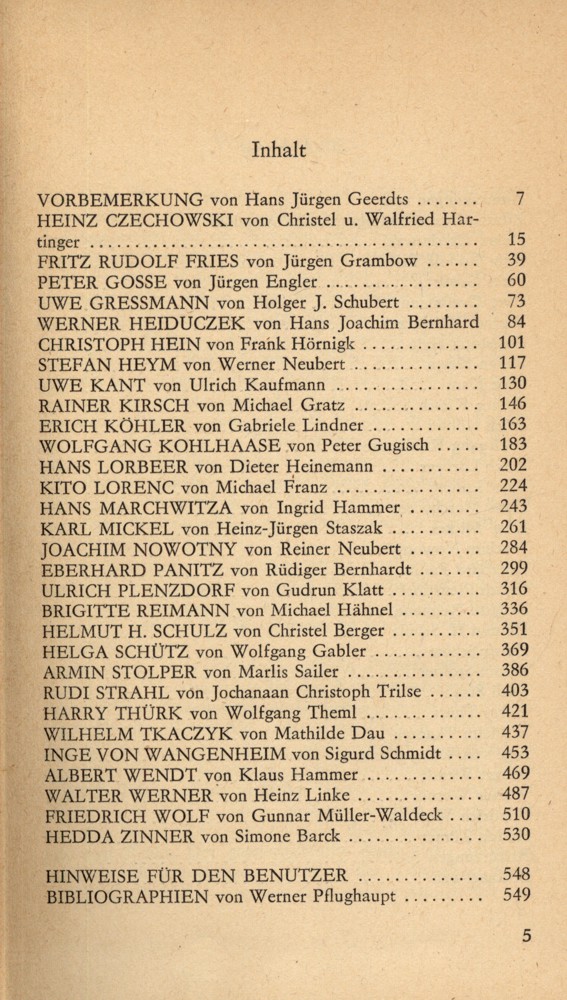 Inhalt
VORBEMERKUNG von Hans Jürgen Geerdts ....... 7
HEINZ CZECHOWSKI von Christel u. Walfried Har-
tinger ........................................ 15
FRITZ RUDOLF FRIES von Jürgen Grambow ...... 39
PETER GOSSE von Jürgen Engler .................. 60
UWE GRESSMANN von Holger J. Schubert ........ 73
WERNER HEIDUCZEK von Hans Joachim Bernhard 84
CHRISTOPH HEIN von Frank Hörnigk ............ 101
STEFAN HEYM von Werner Neubert ............. 117
UWE KANT von Ulrich Kaufmann ............... 130
RAINER KIRSCH von Michael Gratz ............. 146
ERICH KÖHLER von Gabriele Lindner ........... 163
WOLFGANG KOHLHAASE von Peter Gugisch ..... 183
HANS LORBEER von Dieter Heinemann .......... 202
KITO LORENC von Michael Franz ............... 224
HANS MARCHWITZA von Ingrid Hammer ........ 243
KARL MICKEL von Heinz-Jürgen Staszak .......... 261
JOACHIM NOWOTNY von Reiner Neubert ....... 284
EBERHARD PANITZ von Rüdiger Bernhardt ....... 299
ULRICH PLENZDORF von Gudrun Klatt ......... 316
BRIGITTE REIMANN von Michael Hähnel ......... 336
HELMUT H. SCHULZ von Christel Berger ......... 351
HELGA SCHÜTZ von Wolfgang Gabler ........... 369
ARMIN STOLPER von Marlis Sailer .............. 386
RUDI STRAHL von Jochanaan Christoph Trilse ...... 403
HARRY THÜRK von Wolfgang Theml ............ 421
WILHELM TKACZYK von Mathilde Dau .......... 437
INGE VON WANGENHEIM von Sigurd Schmidt .... 453
ALBERT WENDT von Klaus Hammer ............ 469
WALTER WERNER von Heinz Linke ............. 487
FRIEDRICH WOLF von Gunnar Müller-Waldeck .... 510
HEDDA ZINNER von Simone Barck .............. 530
HINWEISE FÜR DEN BENUTZER ............. 548
BIBLIOGRAPHIEN von Werner Pflughaupt ......... 549
5